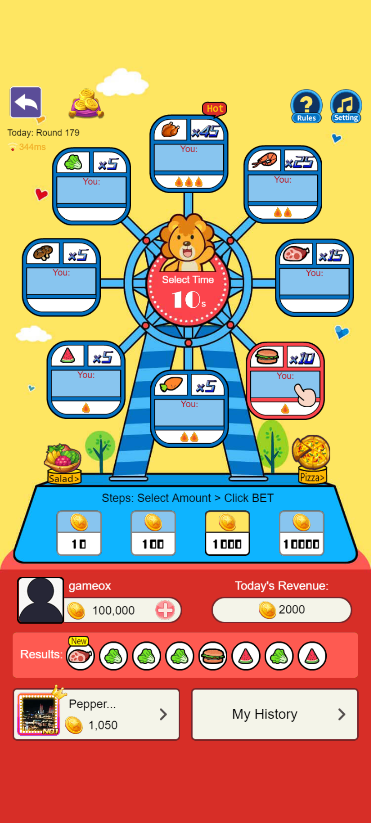 Hot
Rules
Setting
Today: Round 179
344ms
x45
You:
x5
You:
x25
You:
x5
You:
x15
You:
Select Time
10s
x5
You:
x5
You:
x10
You:
Salad>
Pizza>
Steps: Select Amount > Click BET
10
100
1000
10000
gameox
Today's Revenue:
100,000
2000
New
Results:
Pepper...
1,050
My History
NO.1